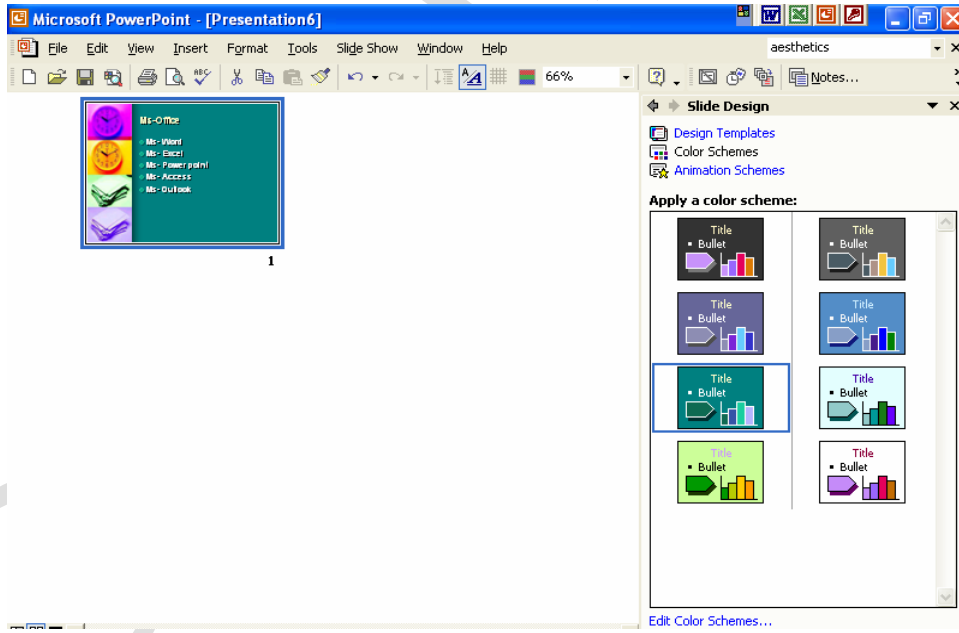 Microsoft PowerPoint - [Presentation6]
File Edit View Insert Format Tools Slide Show Window Help aesthetics
66% Notes...
Slide Design
Design Templates
Color Schemes
Animation Schemes
Apply a color scheme:
Title Title
▪ Bullet ▪ Bullet
Title Title
▪ Bullet ▪ Bullet
Title Title
▪ Bullet ▪ Bullet
Title Title
▪ Bullet ▪ Bullet
Edit Color Schemes...
Ms-Office
Ms- Word
Ms- Excel
Ms- Power point
Ms- Access
Ms- Outlook
1